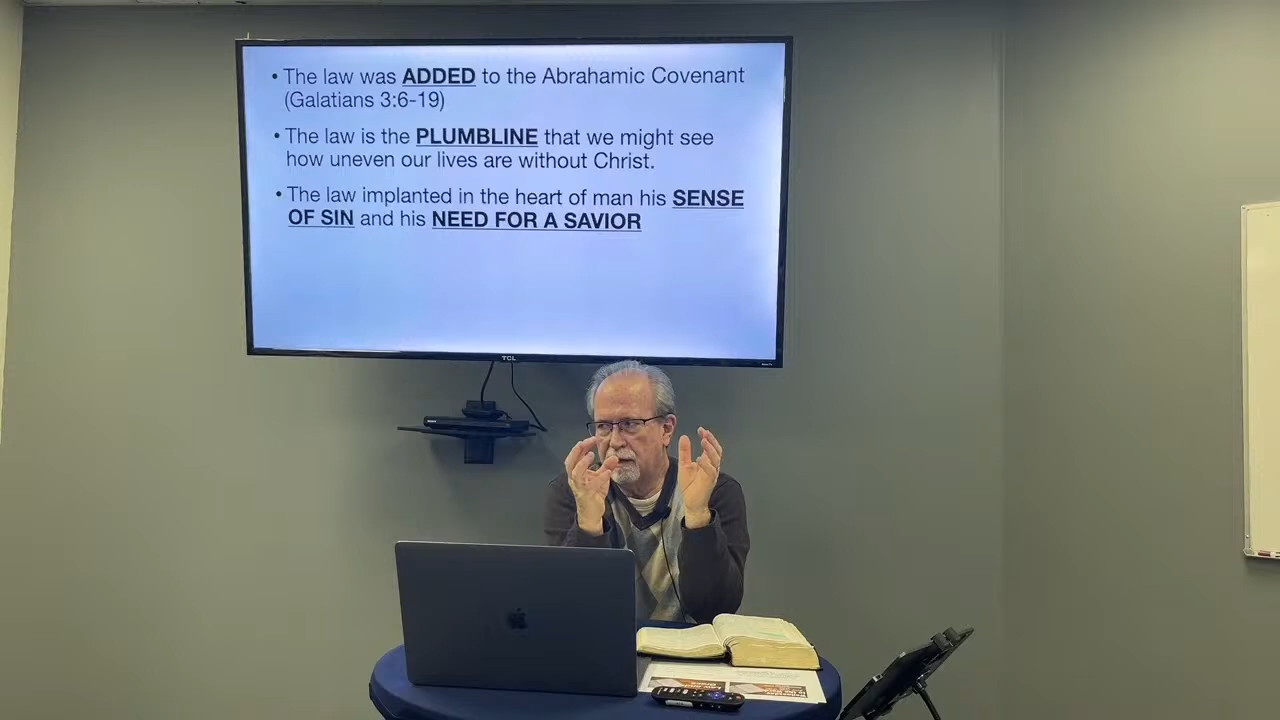 • The law was ADDED to the Abrahamic Covenant
(Galatians 3:6-19)
• The law is the PLUMBLINE that we might see
how uneven our lives are without Christ.
• The law implanted in the heart of man his SENSE
OF SIN and his NEED FOR A SAVIOR
TCL